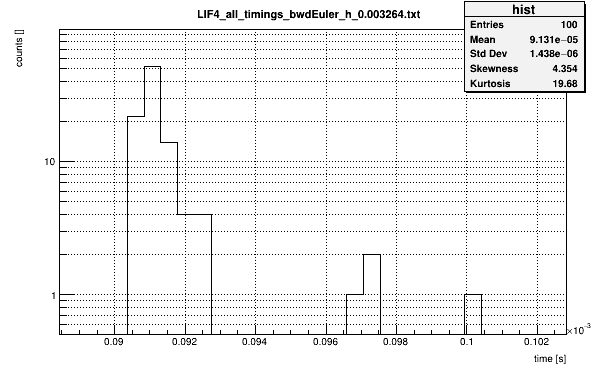 LIF4_all_timings_bwdEuler_h_0.003264.txt
hist
Entries 100
Mean 9.131e−05
Std Dev 1.438e−06
Skewness 4.354
Kurtosis 19.68
counts []
10
1
0.09 0.092 0.094 0.096 0.098 0.1 0.102
×10⁻³
time [s]